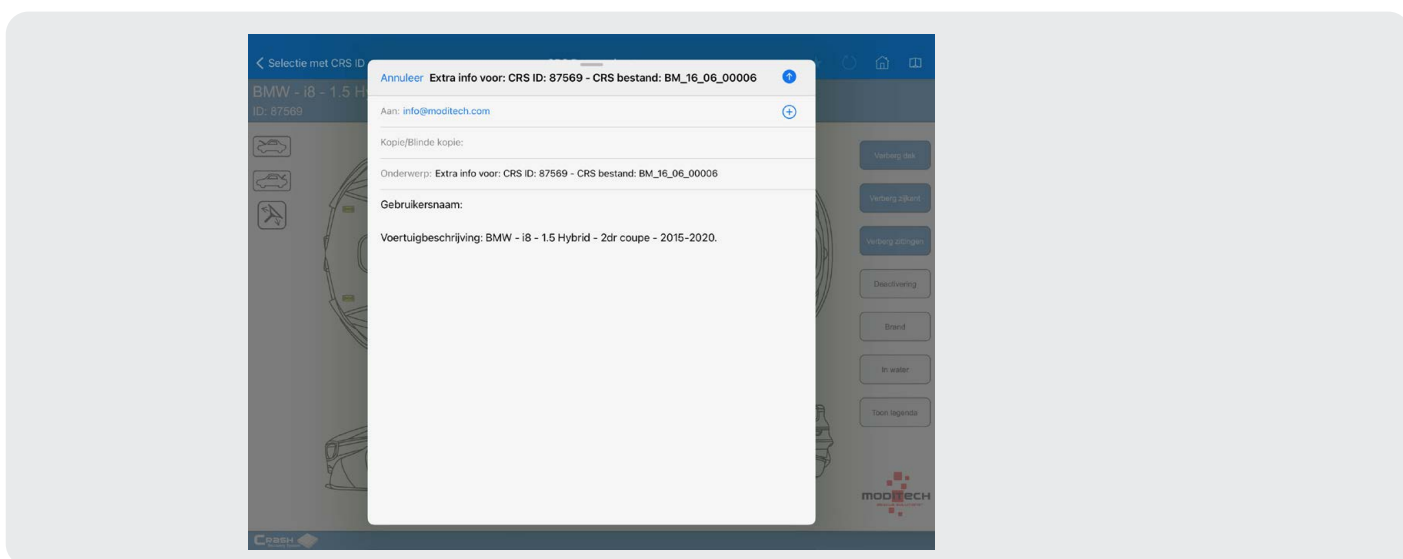 Selectie met CRS ID
BMW - i8 - 1.5 H
ID: 87569
Annuleer Extra info voor: CRS ID: 87569 - CRS bestand: BM_16_06_00006
Aan: info@moditech.com
Kopie/Blinde kopie:
Onderwerp: Extra info voor: CRS ID: 87569 - CRS bestand: BM_16_06_00006
Gebruikersnaam:
Voertuigbeschrijving: BMW - i8 - 1.5 Hybrid - 2dr coupe - 2015-2020.
Verberg dek
Verberg zijkant
Verberg zittingen
Deactivering
Brand
In water
Toon legenda
MODITECH
CRASH